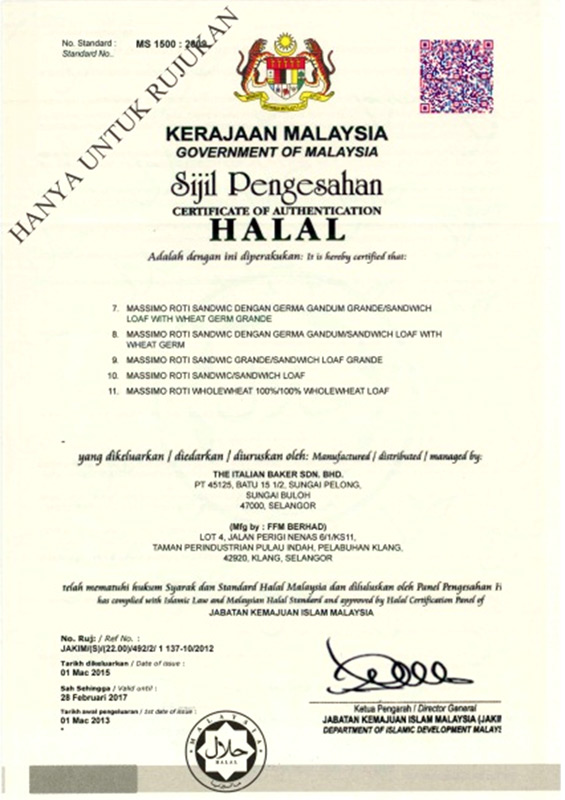 No. Standard : MS 1500 : 2009
Standard No..
HANYA UNTUK RUJUKAN
KERAJAAN MALAYSIA
GOVERNMENT OF MALAYSIA
Sijil Pengesahan
CERTIFICATE OF AUTHENTICATION
HALAL
Adalah dengan ini diperakukan: It is hereby certified that:
7. MASSIMO ROTI SANDWIC DENGAN GERMA GANDUM GRANDE/SANDWICH
LOAF WITH WHEAT GERM GRANDE
8. MASSIMO ROTI SANDWIC DENGAN GERMA GANDUM/SANDWICH LOAF WITH
WHEAT GERM
9. MASSIMO ROTI SANDWIC GRANDE/SANDWICH LOAF GRANDE
10. MASSIMO ROTI SANDWIC/SANDWICH LOAF
11. MASSIMO ROTI WHOLEWHEAT 100%/100% WHOLEWHEAT LOAF
yang dikeluarkan / diedarkan / diuruskan oleh: Manufactured / distributed / managed by:
THE ITALIAN BAKER SDN. BHD.
PT 45125, BATU 15 1/2, SUNGAI PELONG,
SUNGAI BULOH
47000, SELANGOR
(Mfg by : FFM BERHAD)
LOT 4, JALAN PERIGI NENAS 6/1/KS11,
TAMAN PERINDUSTRIAN PULAU INDAH, PELABUHAN KLANG,
42920, KLANG, SELANGOR
telah mematuhi hukum Syarak dan Standard Halal Malaysia dan diluluskan oleh Panel Pengesahan H
has complied with Islamic Law and Malaysian Halal Standard and approved by Halal Certification Panel of
JABATAN KEMAJUAN ISLAM MALAYSIA
No. Ruj: / Ref No. :
JAKIM/(S)/(22.00)/492/2/ 1 137-10/2012
Tarikh dikeluarkan / Date of issue :
01 Mac 2015
Sah Sehingga / Valid until :
28 Februari 2017
Tarikh awal pengeluaran / 1st date of issue :
01 Mac 2013
Ketua Pengarah / Director General
JABATAN KEMAJUAN ISLAM MALAYSIA (JAKIM
DEPARTMENT OF ISLAMIC DEVELOPMENT MALAYS
MALAYSIA
حلال
HALAL
مليسيا